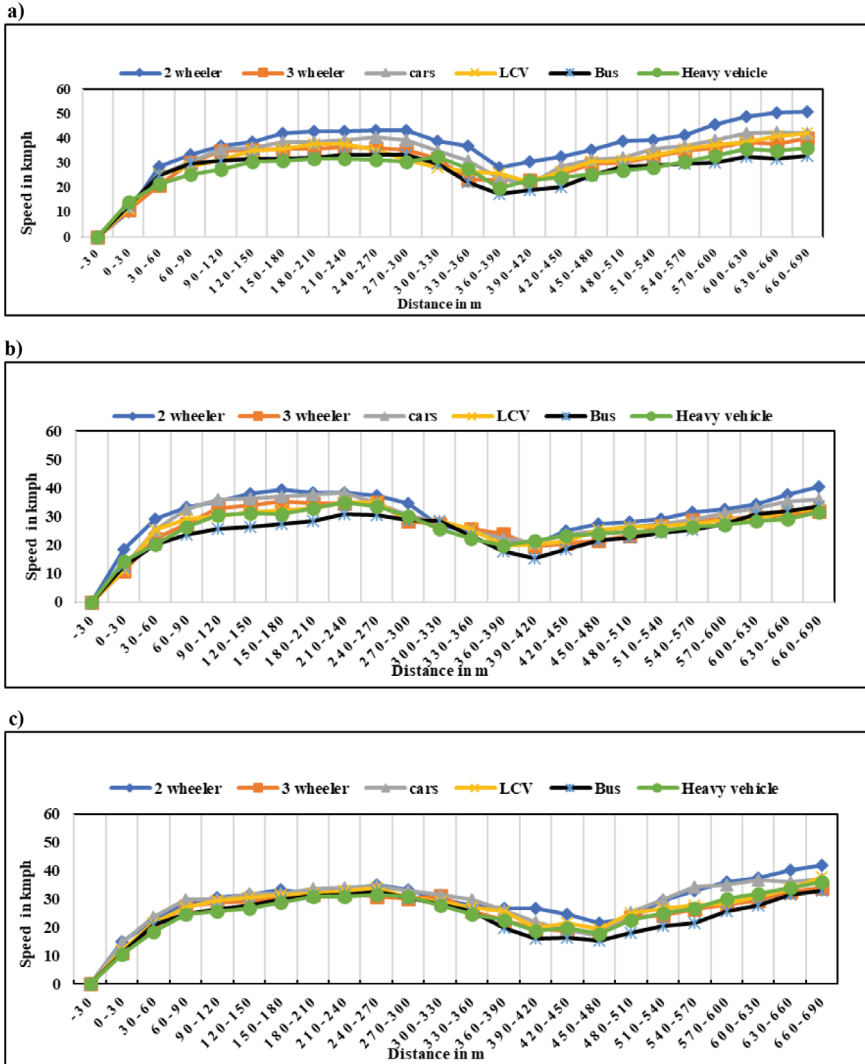 a)
2 wheeler 3 wheeler cars LCV Bus Heavy vehicle
60
50
40
30
20
10
0
Speed in kmph
-30 0-30 30-60 60-90 90-120 120-150 150-180 180-210 210-240 240-270 270-300 300-330 330-360 360-390 390-420 420-450 450-480 480-510 510-540 540-570 570-600 600-630 630-660 660-690
Distance in m
b)
2 wheeler 3 wheeler cars LCV Bus Heavy vehicle
60
50
40
30
20
10
0
Speed in kmph
-30 0-30 30-60 60-90 90-120 120-150 150-180 180-210 210-240 240-270 270-300 300-330 330-360 360-390 390-420 420-450 450-480 480-510 510-540 540-570 570-600 600-630 630-660 660-690
Distance in m
c)
2 wheeler 3 wheeler cars LCV Bus Heavy vehicle
60
50
40
30
20
10
0
Speed in kmph
-30 0-30 30-60 60-90 90-120 120-150 150-180 180-210 210-240 240-270 270-300 300-330 330-360 360-390 390-420 420-450 450-480 480-510 510-540 540-570 570-600 600-630 630-660 660-690
Distance in m